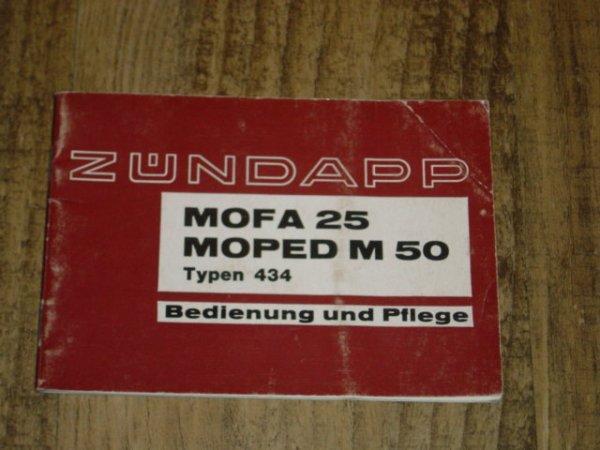 ZÜNDAPP
MOFA 25
MOPED M 50
Typen 434
Bedienung und Pflege